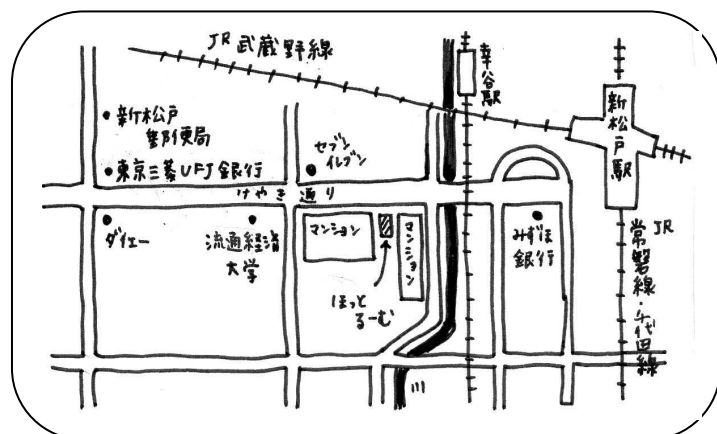 JR 武蔵野線
幸谷駅
新松戸駅
新松戸
郵便局
セブン
イレブン
東京三菱UFJ銀行
けやき通り
ダイエー
流通経済
大学
マンション
マンション
みずほ
銀行
ほっと
るーむ
JR
常磐線・千代田線
川